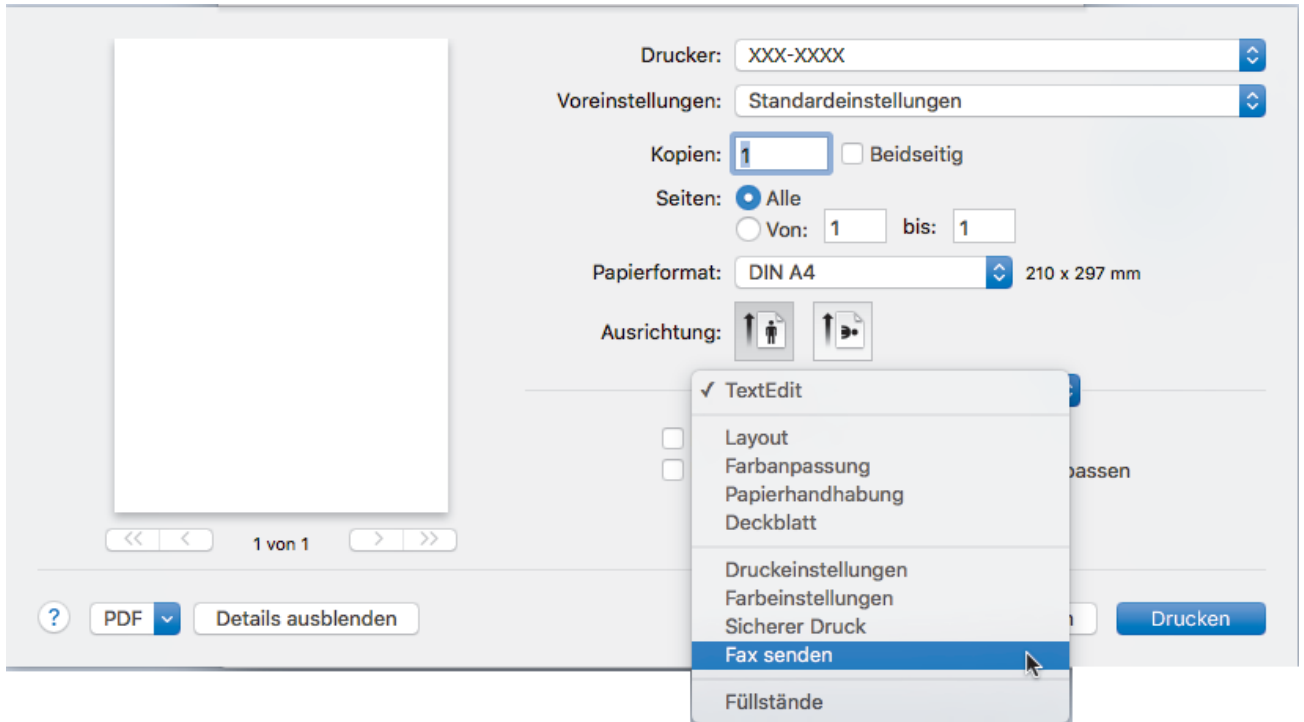 Drucker: XXX-XXXX
Voreinstellungen: Standardeinstellungen
Kopien: 1 Beidseitig
Seiten: Alle
Von: 1 bis: 1
Papierformat: DIN A4 210 x 297 mm
Ausrichtung:
✓ TextEdit
Layout
Farbanpassung
passen
Papierhandhabung
Deckblatt
<< < 1 von 1 > >>
Druckeinstellungen
Farbeinstellungen
Sicherer Druck
Fax senden
Füllstände
? PDF Details ausblenden Drucken